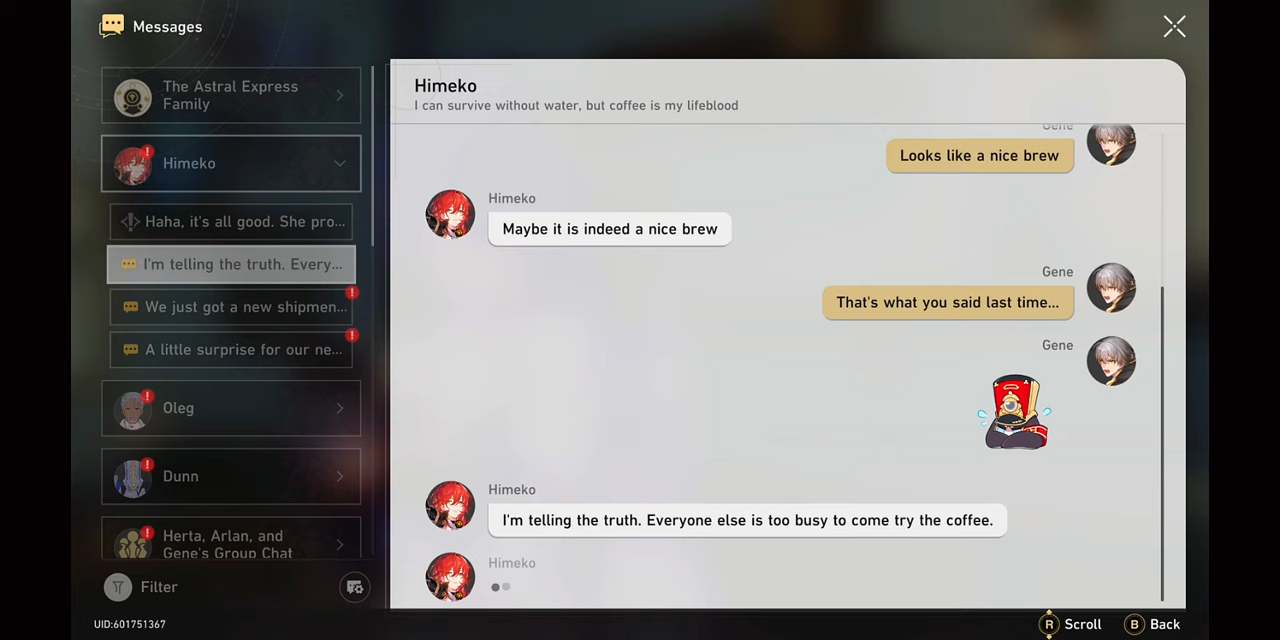 Messages
The Astral Express
Family
Himeko
Haha, it's all good. She pro...
I'm telling the truth. Every...
We just got a new shipmen...
A little surprise for our ne...
Oleg
Dunn
Herta, Arlan, and
Gene's Group Chat
Filter
UID:601751367
Himeko
I can survive without water, but coffee is my lifeblood
Gene
Looks like a nice brew
Himeko
Maybe it is indeed a nice brew
Gene
That's what you said last time...
Gene
Himeko
I'm telling the truth. Everyone else is too busy to come try the coffee.
Himeko
R Scroll
B Back